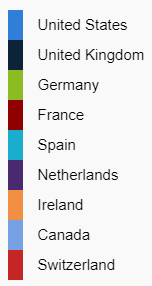 United States
United Kingdom
Germany
France
Spain
Netherlands
Ireland
Canada
Switzerland